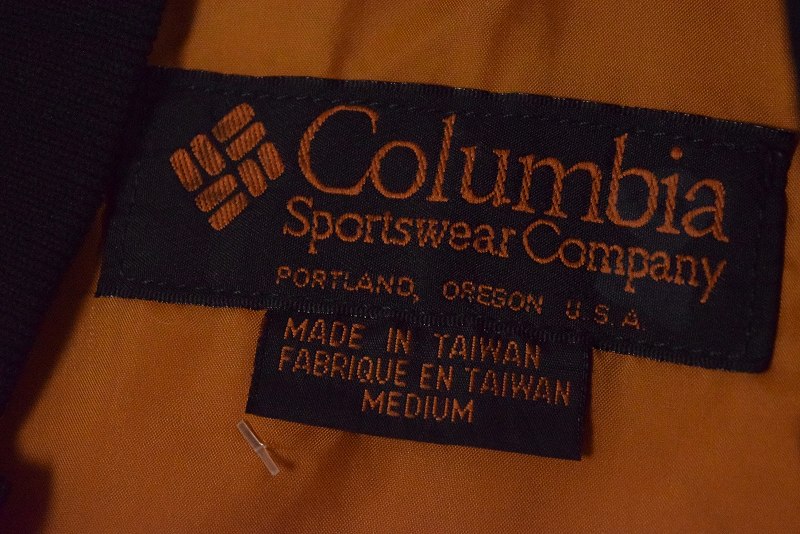 Columbia
Sportswear Company
PORTLAND, OREGON U.S.A.
MADE IN TAIWAN
FABRIQUE EN TAIWAN
MEDIUM